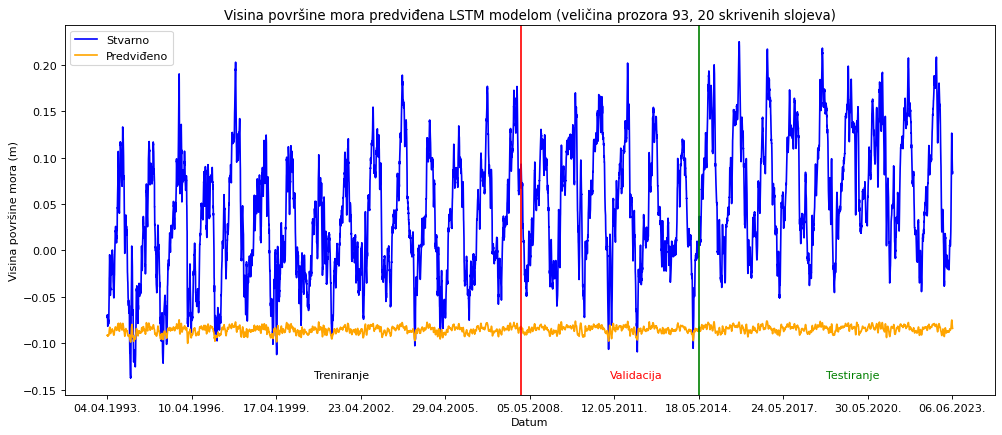 Visina površine mora predviđena LSTM modelom (veličina prozora 93, 20 skrivenih slojeva)
Stvarno
Predviđeno
Visina površine mora (m)
0.20
0.15
0.10
0.05
0.00
−0.05
−0.10
−0.15
Treniranje
Validacija
Testiranje
04.04.1993.
10.04.1996.
17.04.1999.
23.04.2002.
29.04.2005.
05.05.2008.
12.05.2011.
18.05.2014.
24.05.2017.
30.05.2020.
06.06.2023.
Datum